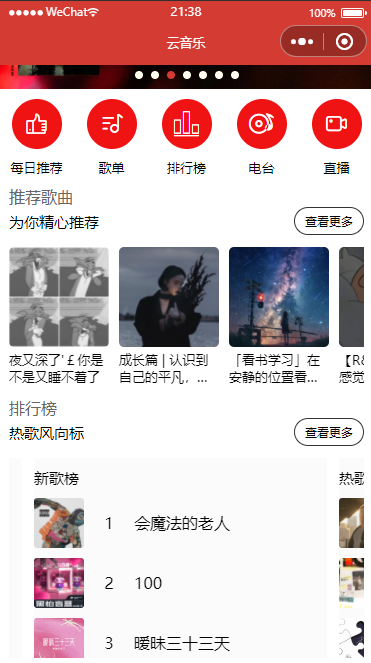 WeChat
21:38
100%
云音乐
每日推荐
歌单
排行榜
电台
直播
推荐歌曲
为你精心推荐
查看更多
夜又深了' £ 你是
不是又睡不着了
成长篇 | 认识到
自己的平凡，...
「看书学习」在
安静的位置看...
【R&
感觉
排行榜
热歌风向标
查看更多
新歌榜
热歌
1
会魔法的老人
2
100
3
暧昧三十三天